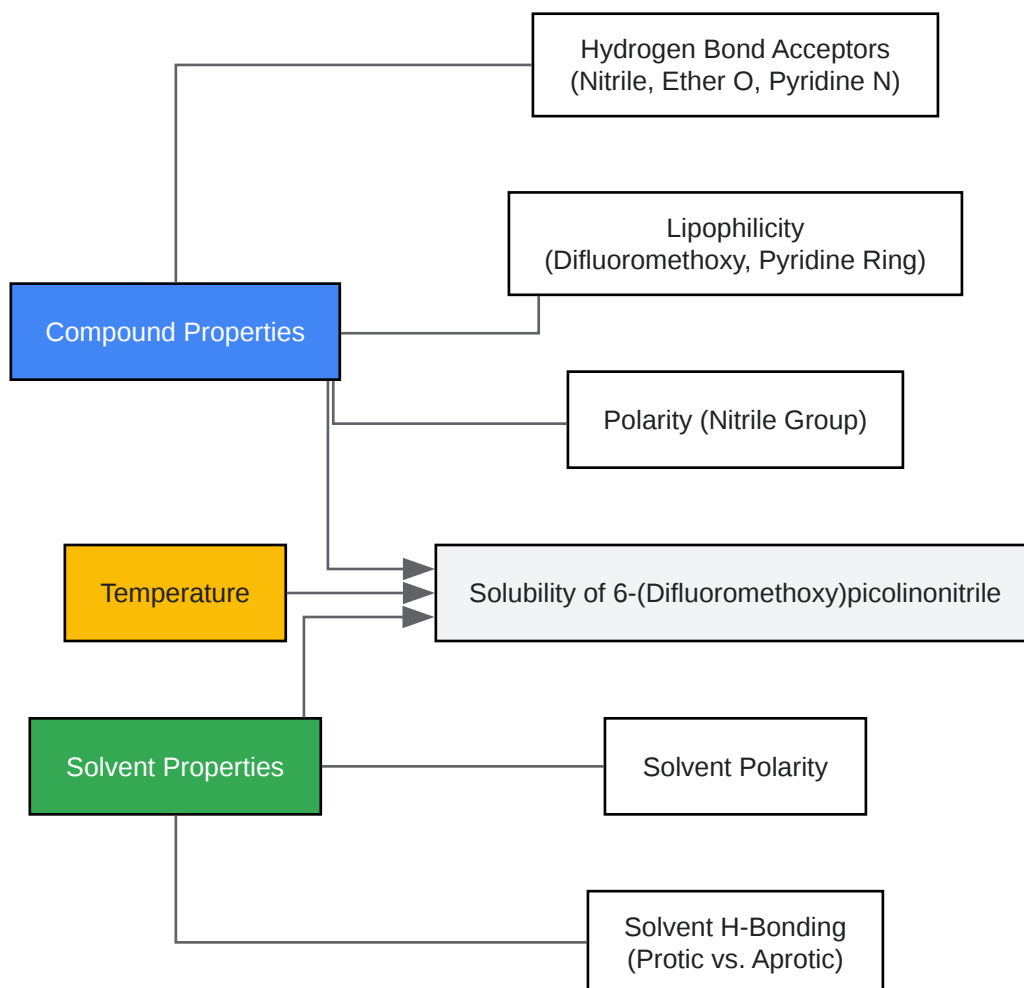 Hydrogen Bond Acceptors
(Nitrile, Ether O, Pyridine N)
Lipophilicity
(Difluoromethoxy, Pyridine Ring)
Compound Properties
Polarity (Nitrile Group)
Temperature
Solubility of 6-(Difluoromethoxy)picolinonitrile
Solvent Properties
Solvent Polarity
Solvent H-Bonding
(Protic vs. Aprotic)